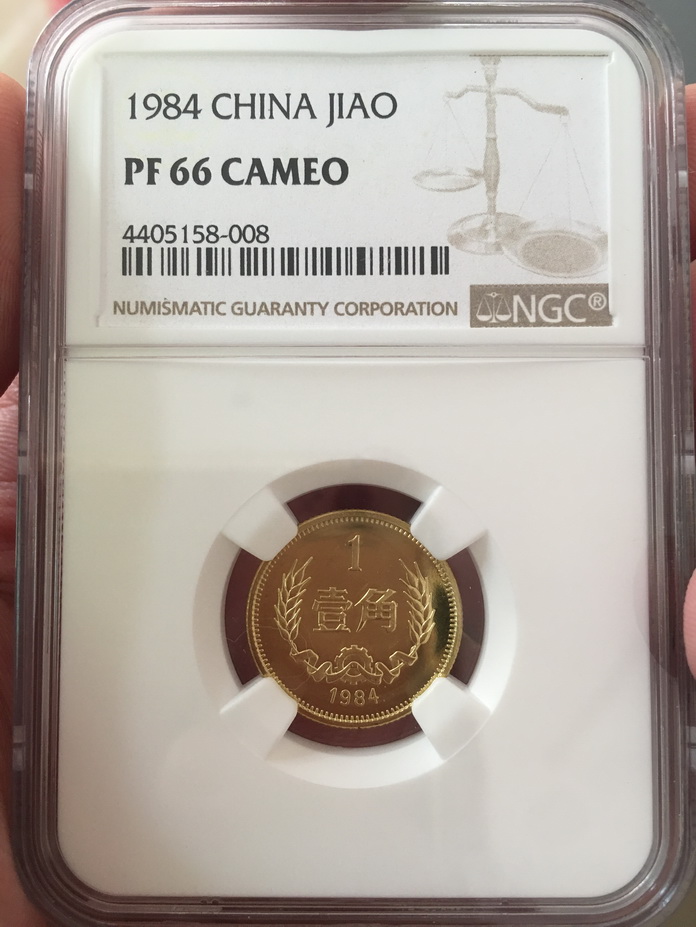 1984 CHINA JIAO
PF 66 CAMEO
4405158-008
NUMISMATIC GUARANTY CORPORATION
NGC®
1
壹角
1984